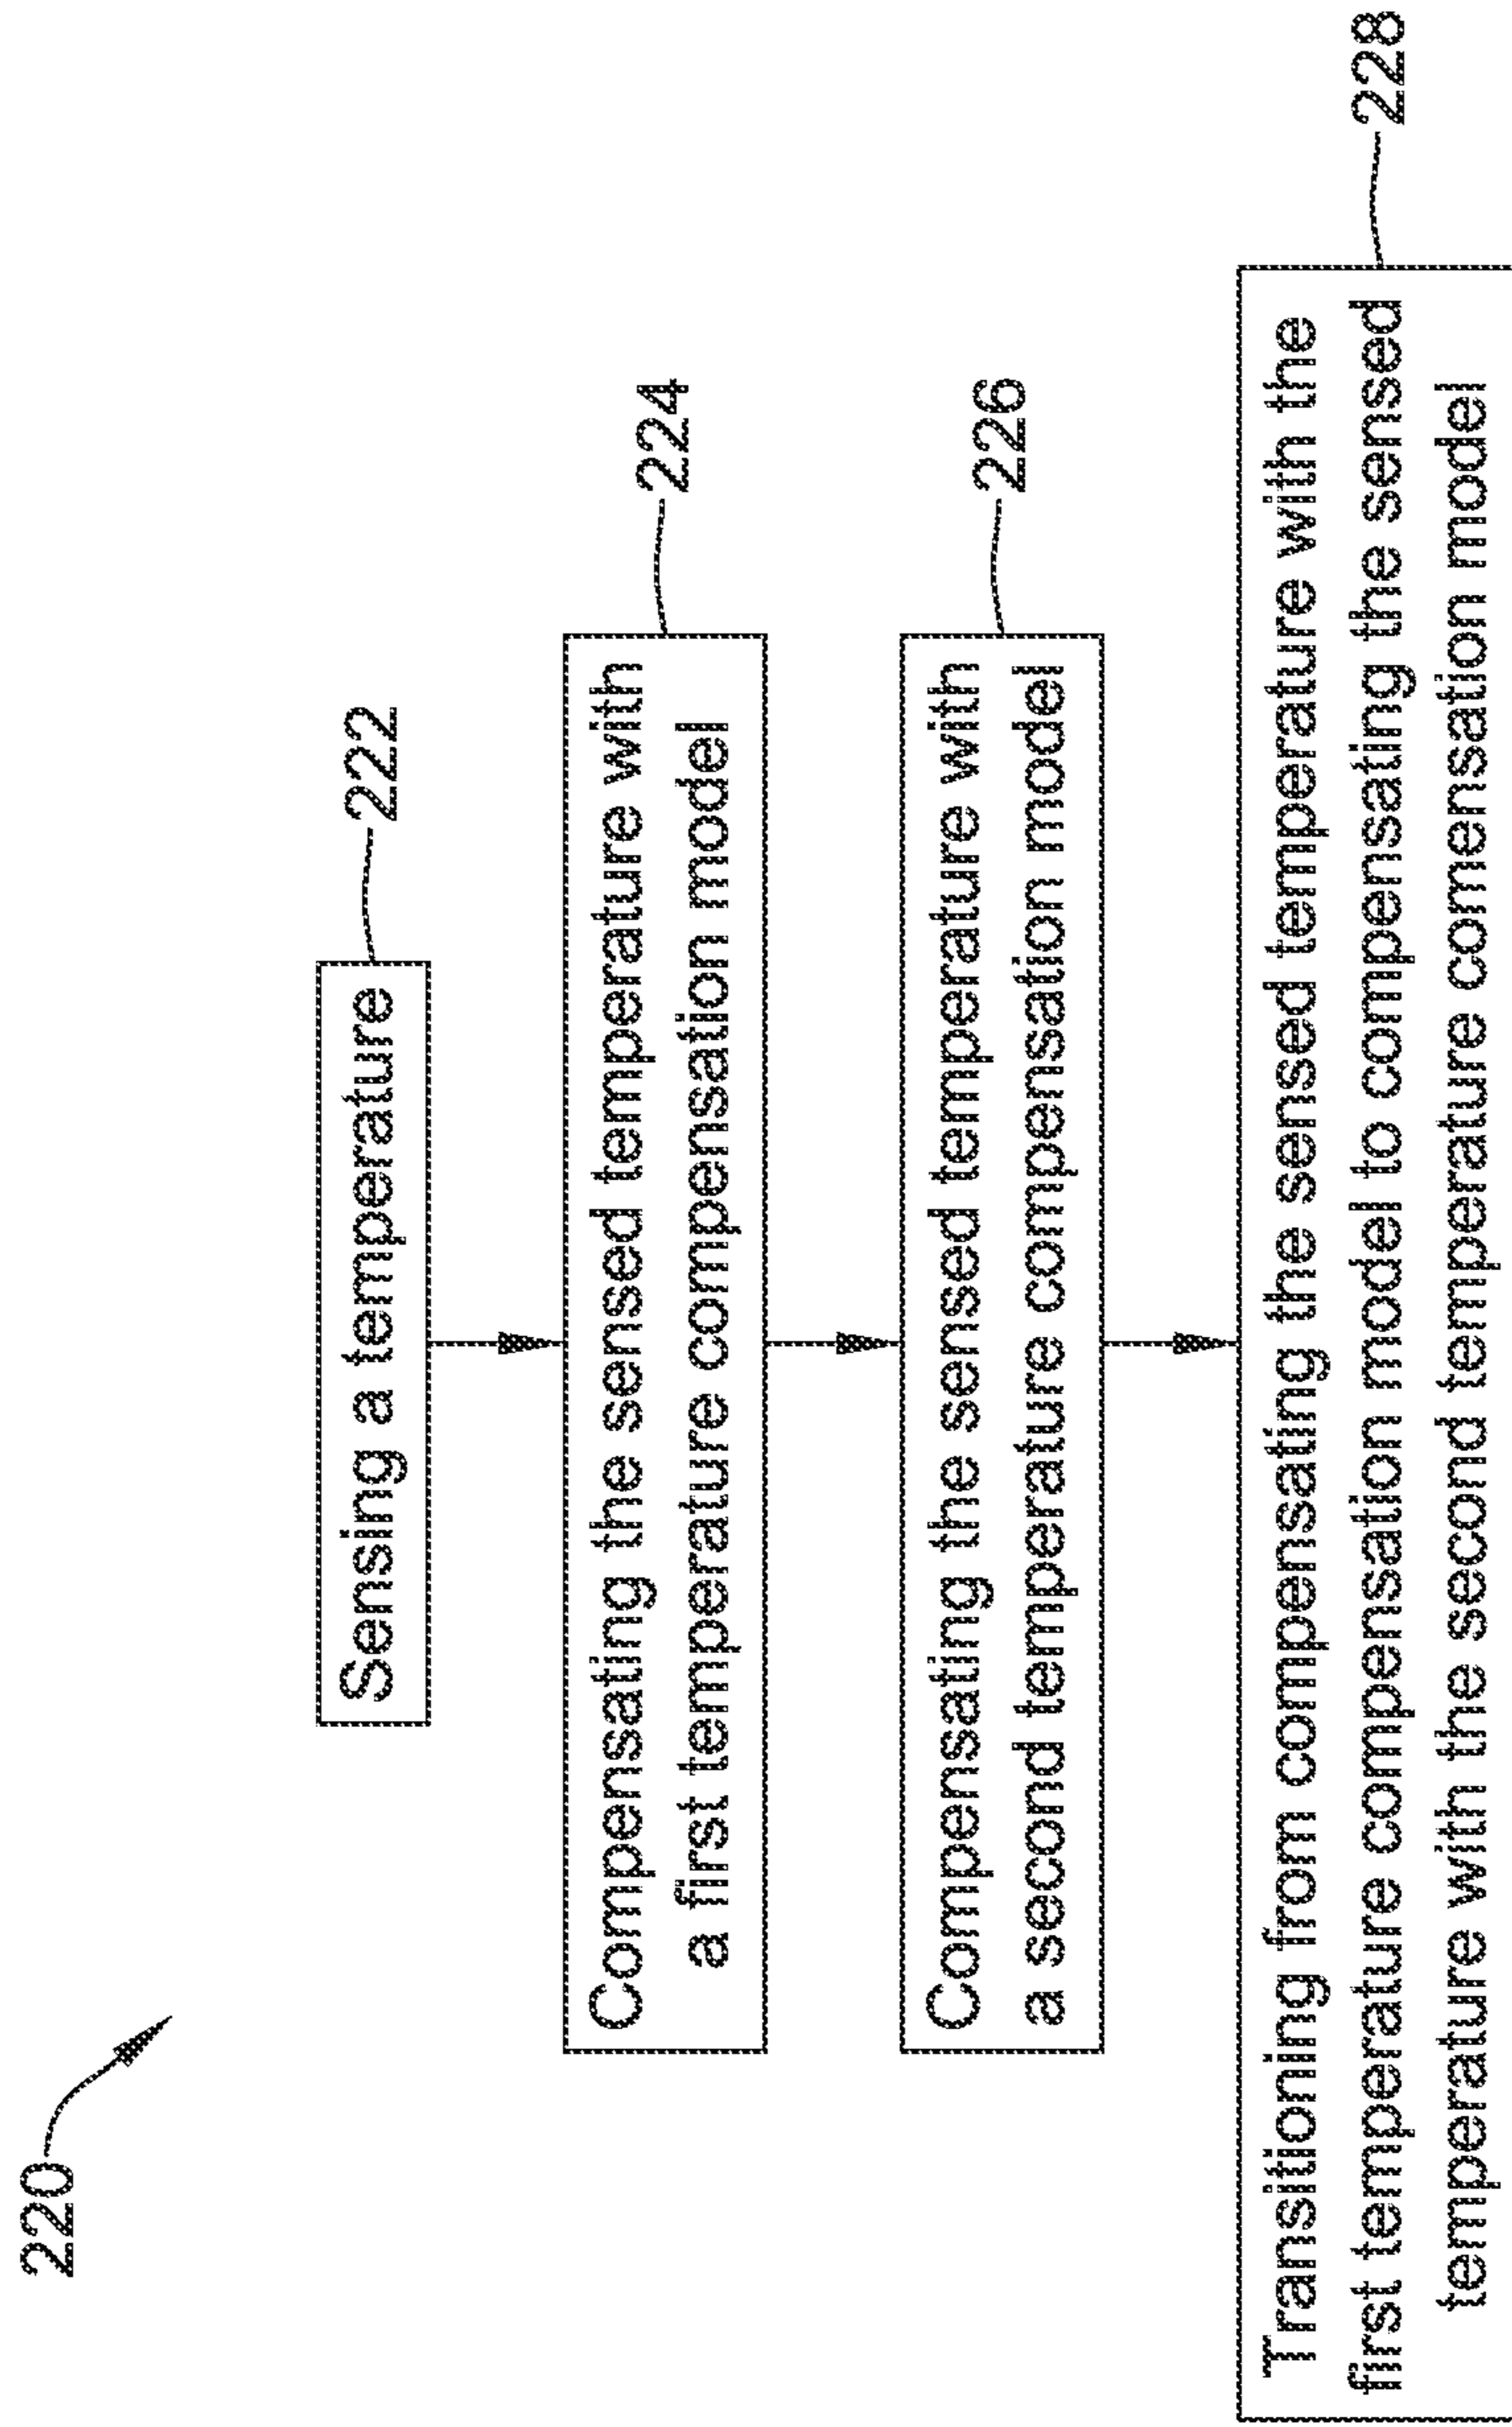 220
Sensing a temperature
222
Compensating the sensed temperature with
a first temperature compensation model
224
Compensating the sensed temperature with
a second temperature compensation model
226
Transitioning from compensating the sensed temperature with the
first temperature compensation model to compensating the sensed
temperature with the second temperature comensation model
228